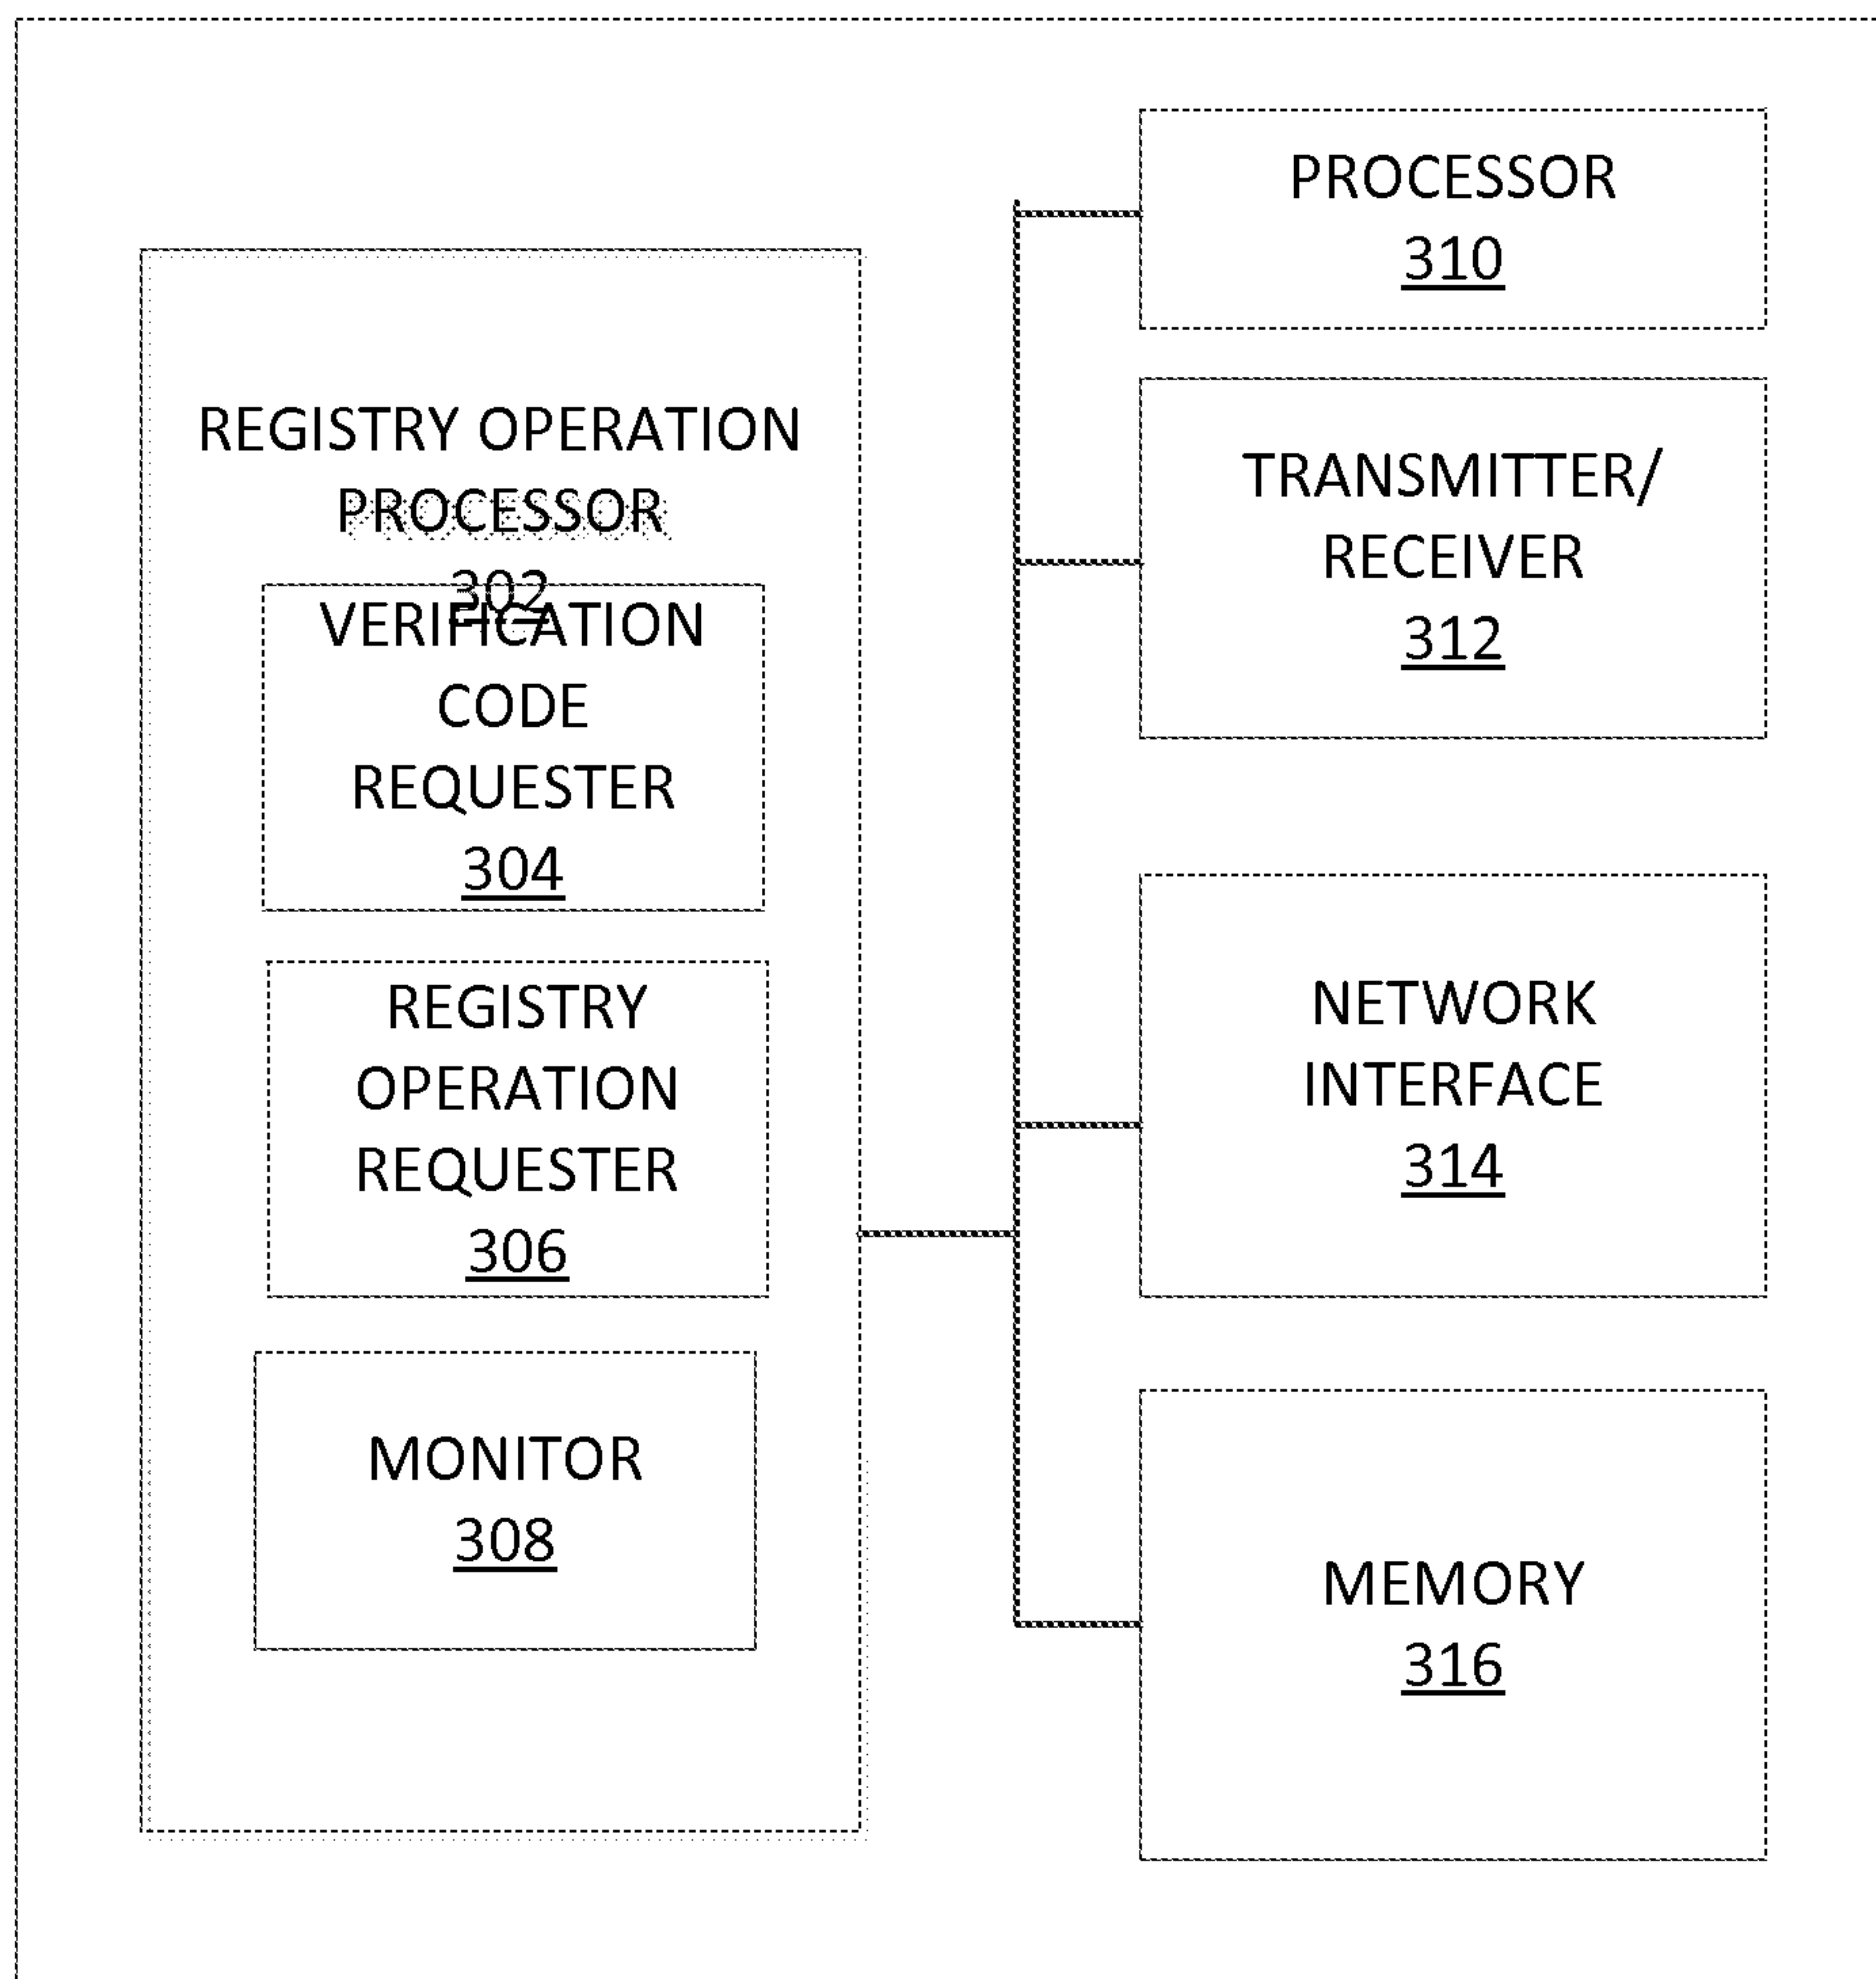 REGISTRY OPERATION
PROCESSOR
302
VERIFICATION
CODE
REQUESTER
304
REGISTRY
OPERATION
REQUESTER
306
MONITOR
308
PROCESSOR
310
TRANSMITTER/
RECEIVER
312
NETWORK
INTERFACE
314
MEMORY
316